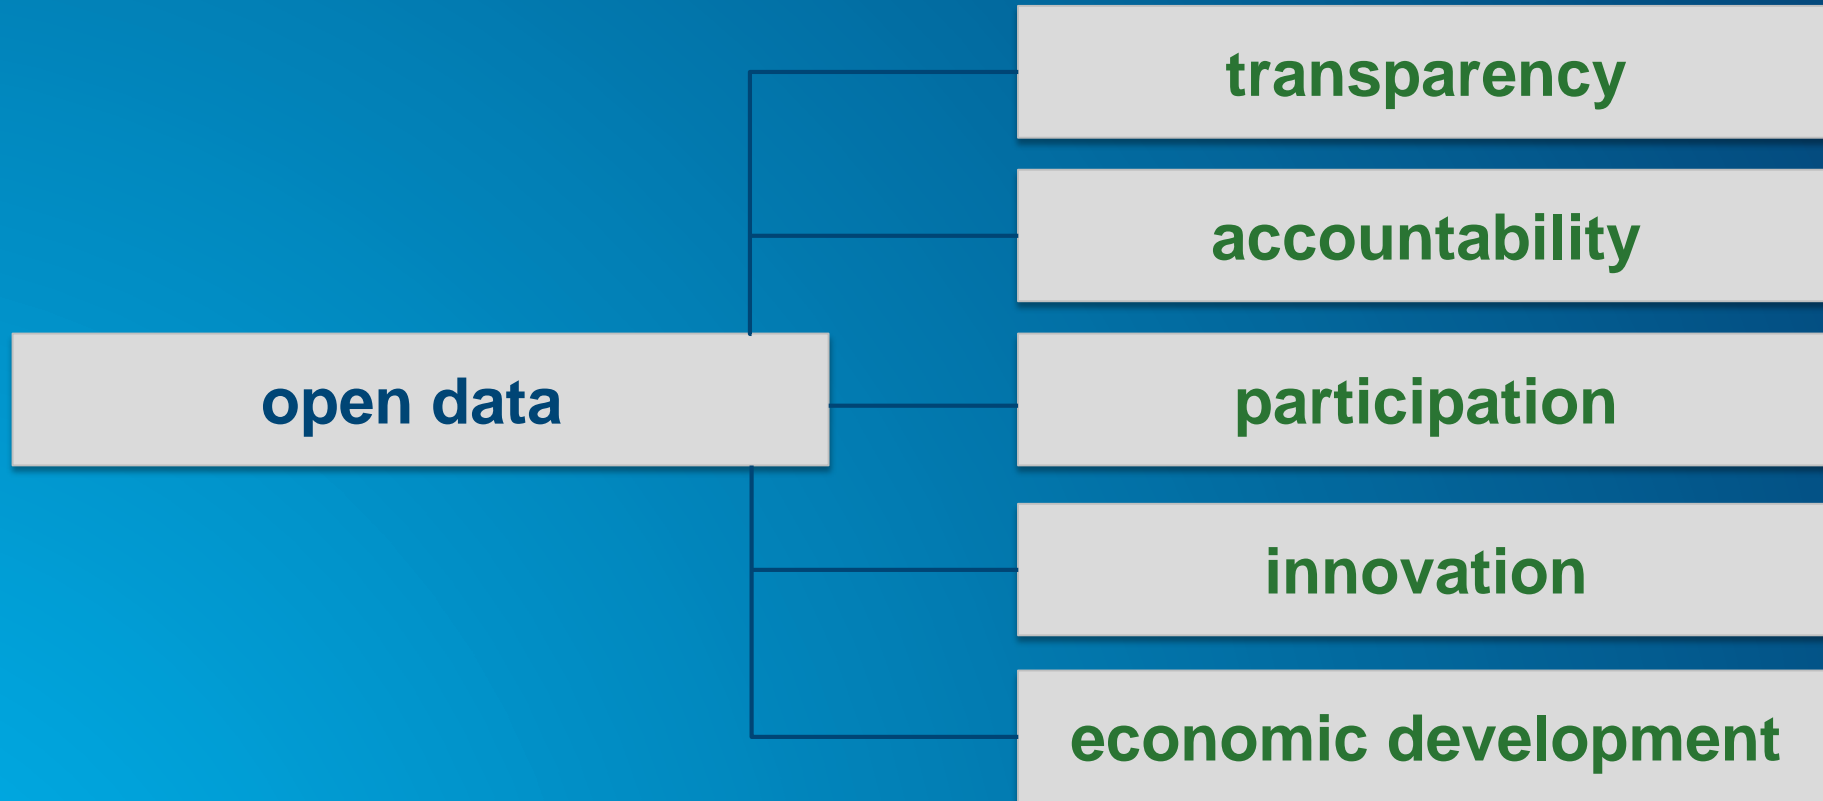 transparency
accountability
open data
participation
innovation
economic development